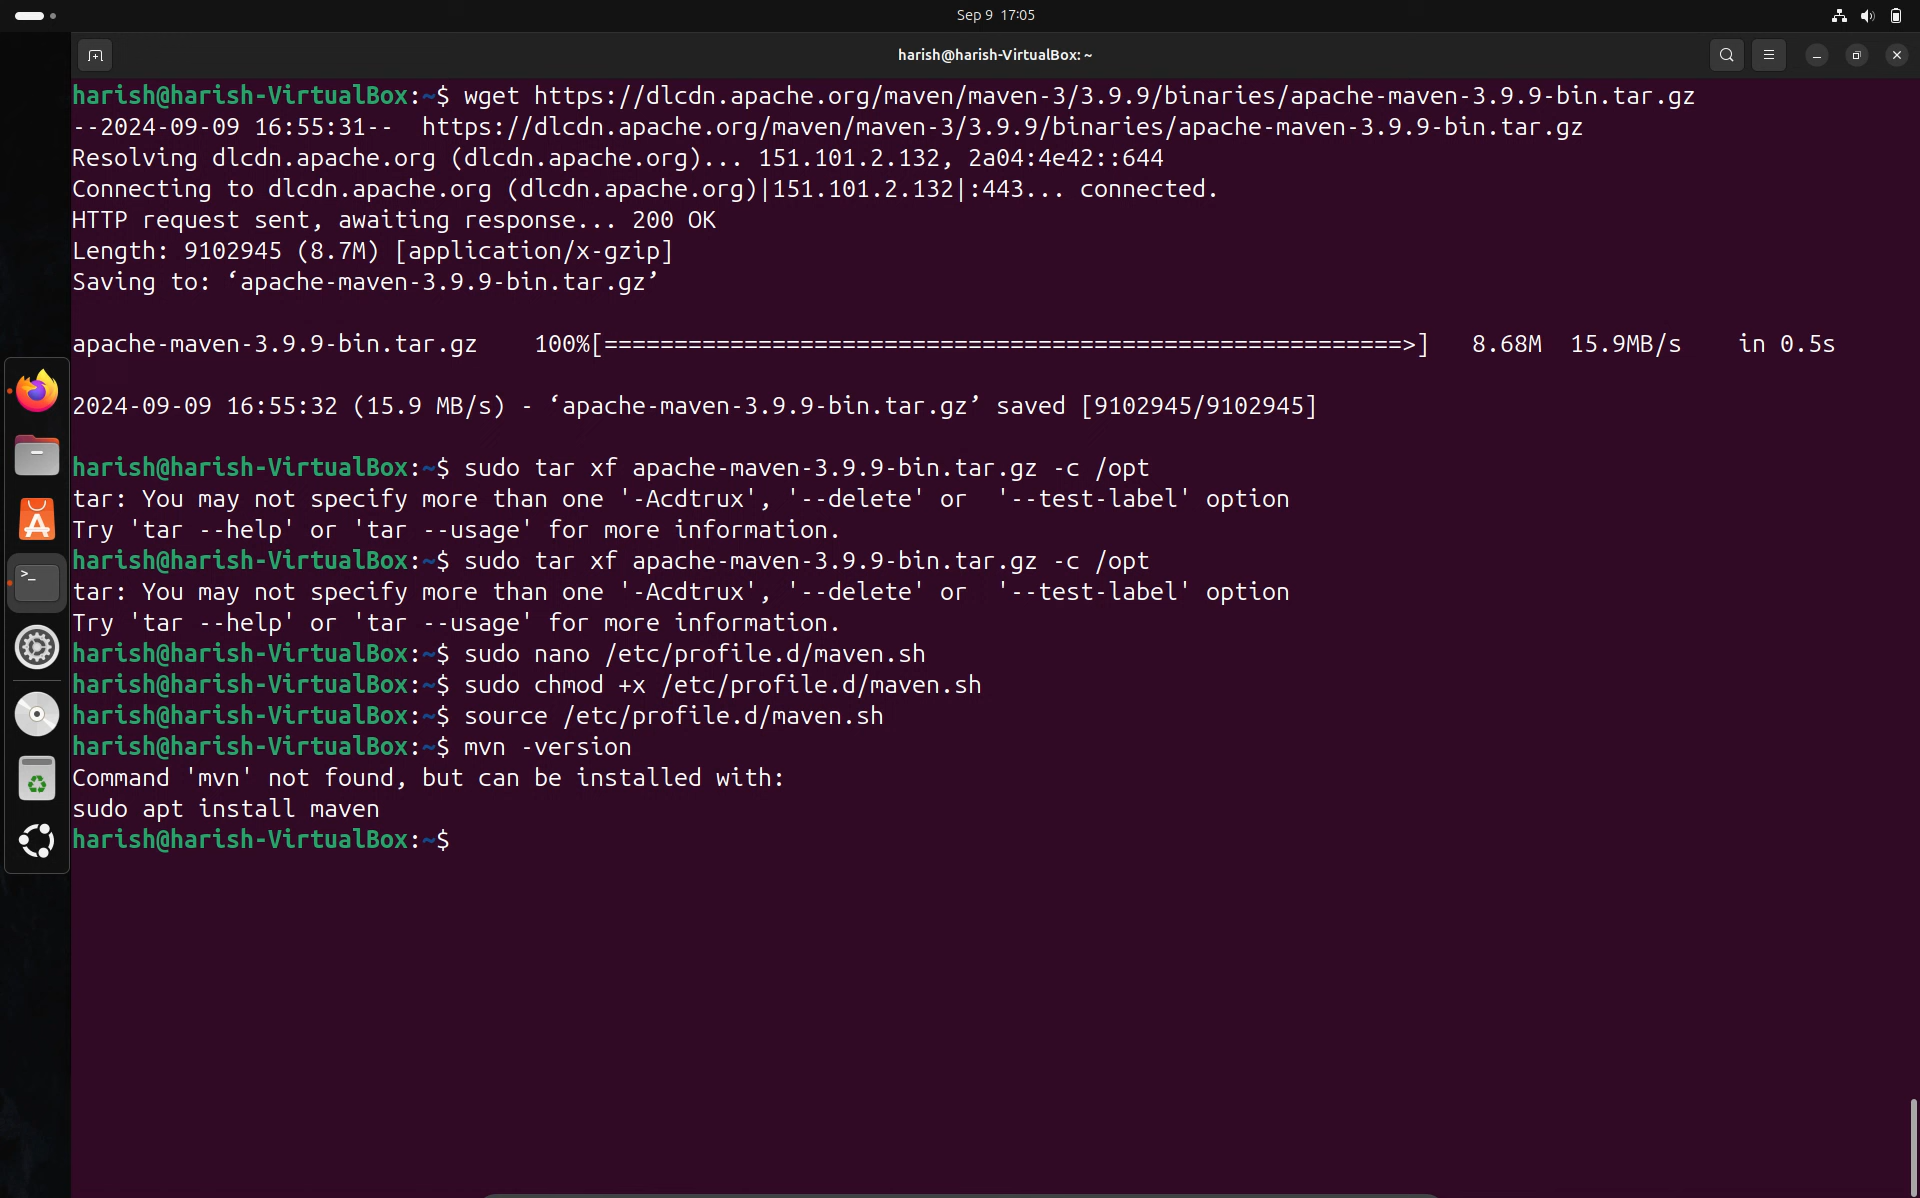 Sep 9 17:05
harish@harish-VirtualBox: ~
harish@harish-VirtualBox:~$ wget https://dlcdn.apache.org/maven/maven-3/3.9.9/binaries/apache-maven-3.9.9-bin.tar.gz
--2024-09-09 16:55:31--  https://dlcdn.apache.org/maven/maven-3/3.9.9/binaries/apache-maven-3.9.9-bin.tar.gz
Resolving dlcdn.apache.org (dlcdn.apache.org)... 151.101.2.132, 2a04:4e42::644
Connecting to dlcdn.apache.org (dlcdn.apache.org)|151.101.2.132|:443... connected.
HTTP request sent, awaiting response... 200 OK
Length: 9102945 (8.7M) [application/x-gzip]
Saving to: ‘apache-maven-3.9.9-bin.tar.gz’
apache-maven-3.9.9-bin.tar.gz    100%[=========================================================>]   8.68M  15.9MB/s    in 0.5s
2024-09-09 16:55:32 (15.9 MB/s) - ‘apache-maven-3.9.9-bin.tar.gz’ saved [9102945/9102945]
harish@harish-VirtualBox:~$ sudo tar xf apache-maven-3.9.9-bin.tar.gz -c /opt
tar: You may not specify more than one '-Acdtrux', '--delete' or  '--test-label' option
Try 'tar --help' or 'tar --usage' for more information.
harish@harish-VirtualBox:~$ sudo tar xf apache-maven-3.9.9-bin.tar.gz -c /opt
tar: You may not specify more than one '-Acdtrux', '--delete' or  '--test-label' option
Try 'tar --help' or 'tar --usage' for more information.
harish@harish-VirtualBox:~$ sudo nano /etc/profile.d/maven.sh
harish@harish-VirtualBox:~$ sudo chmod +x /etc/profile.d/maven.sh
harish@harish-VirtualBox:~$ source /etc/profile.d/maven.sh
harish@harish-VirtualBox:~$ mvn -version
Command 'mvn' not found, but can be installed with:
sudo apt install maven
harish@harish-VirtualBox:~$